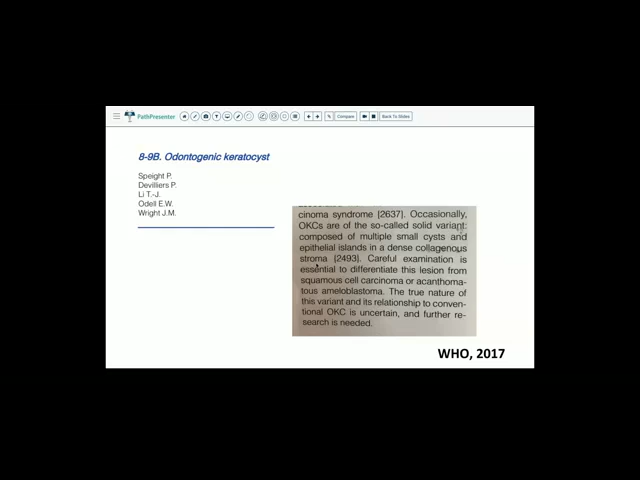 PathPresenter
Compare
Back To Slides
8-9B. Odontogenic keratocyst
Speight P.
Devilliers P.
Li T.-J.
Odell E.W.
Wright J.M.
cinoma syndrome {2637}. Occasionally,
OKCs are of the so-called solid variant:
composed of multiple small cysts and
epithelial islands in a dense collagenous
stroma {2493}. Careful examination is
essential to differentiate this lesion from
squamous cell carcinoma or acanthoma-
tous ameloblastoma. The true nature of
this variant and its relationship to conven-
tional OKC is uncertain, and further re-
search is needed.
WHO, 2017